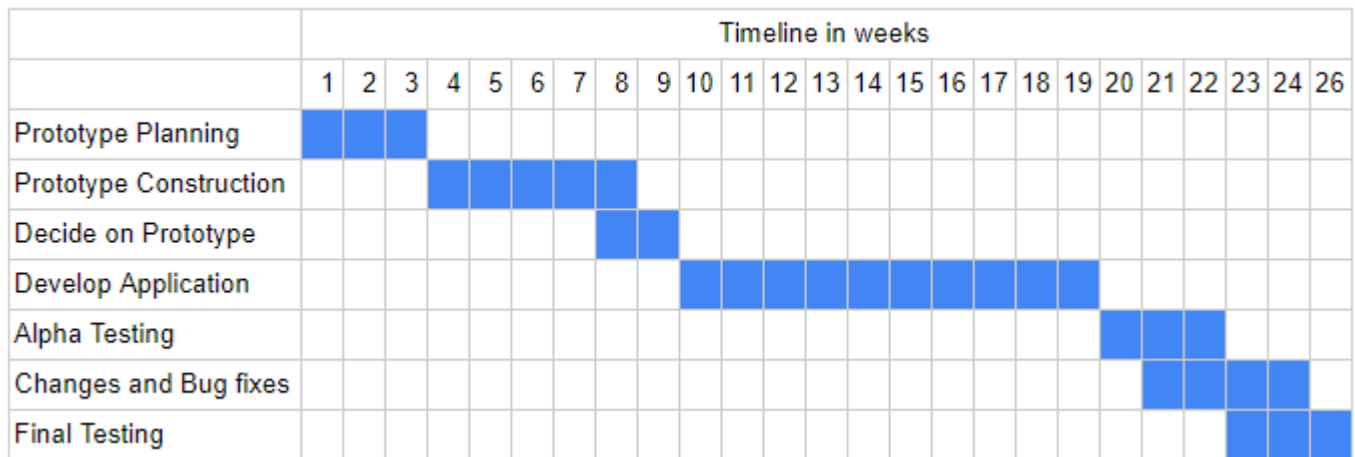 Timeline in weeks
1 2 3 4 5 6 7 8 9 10 11 12 13 14 15 16 17 18 19 20 21 22 23 24 26
Prototype Planning
Prototype Construction
Decide on Prototype
Develop Application
Alpha Testing
Changes and Bug fixes
Final Testing